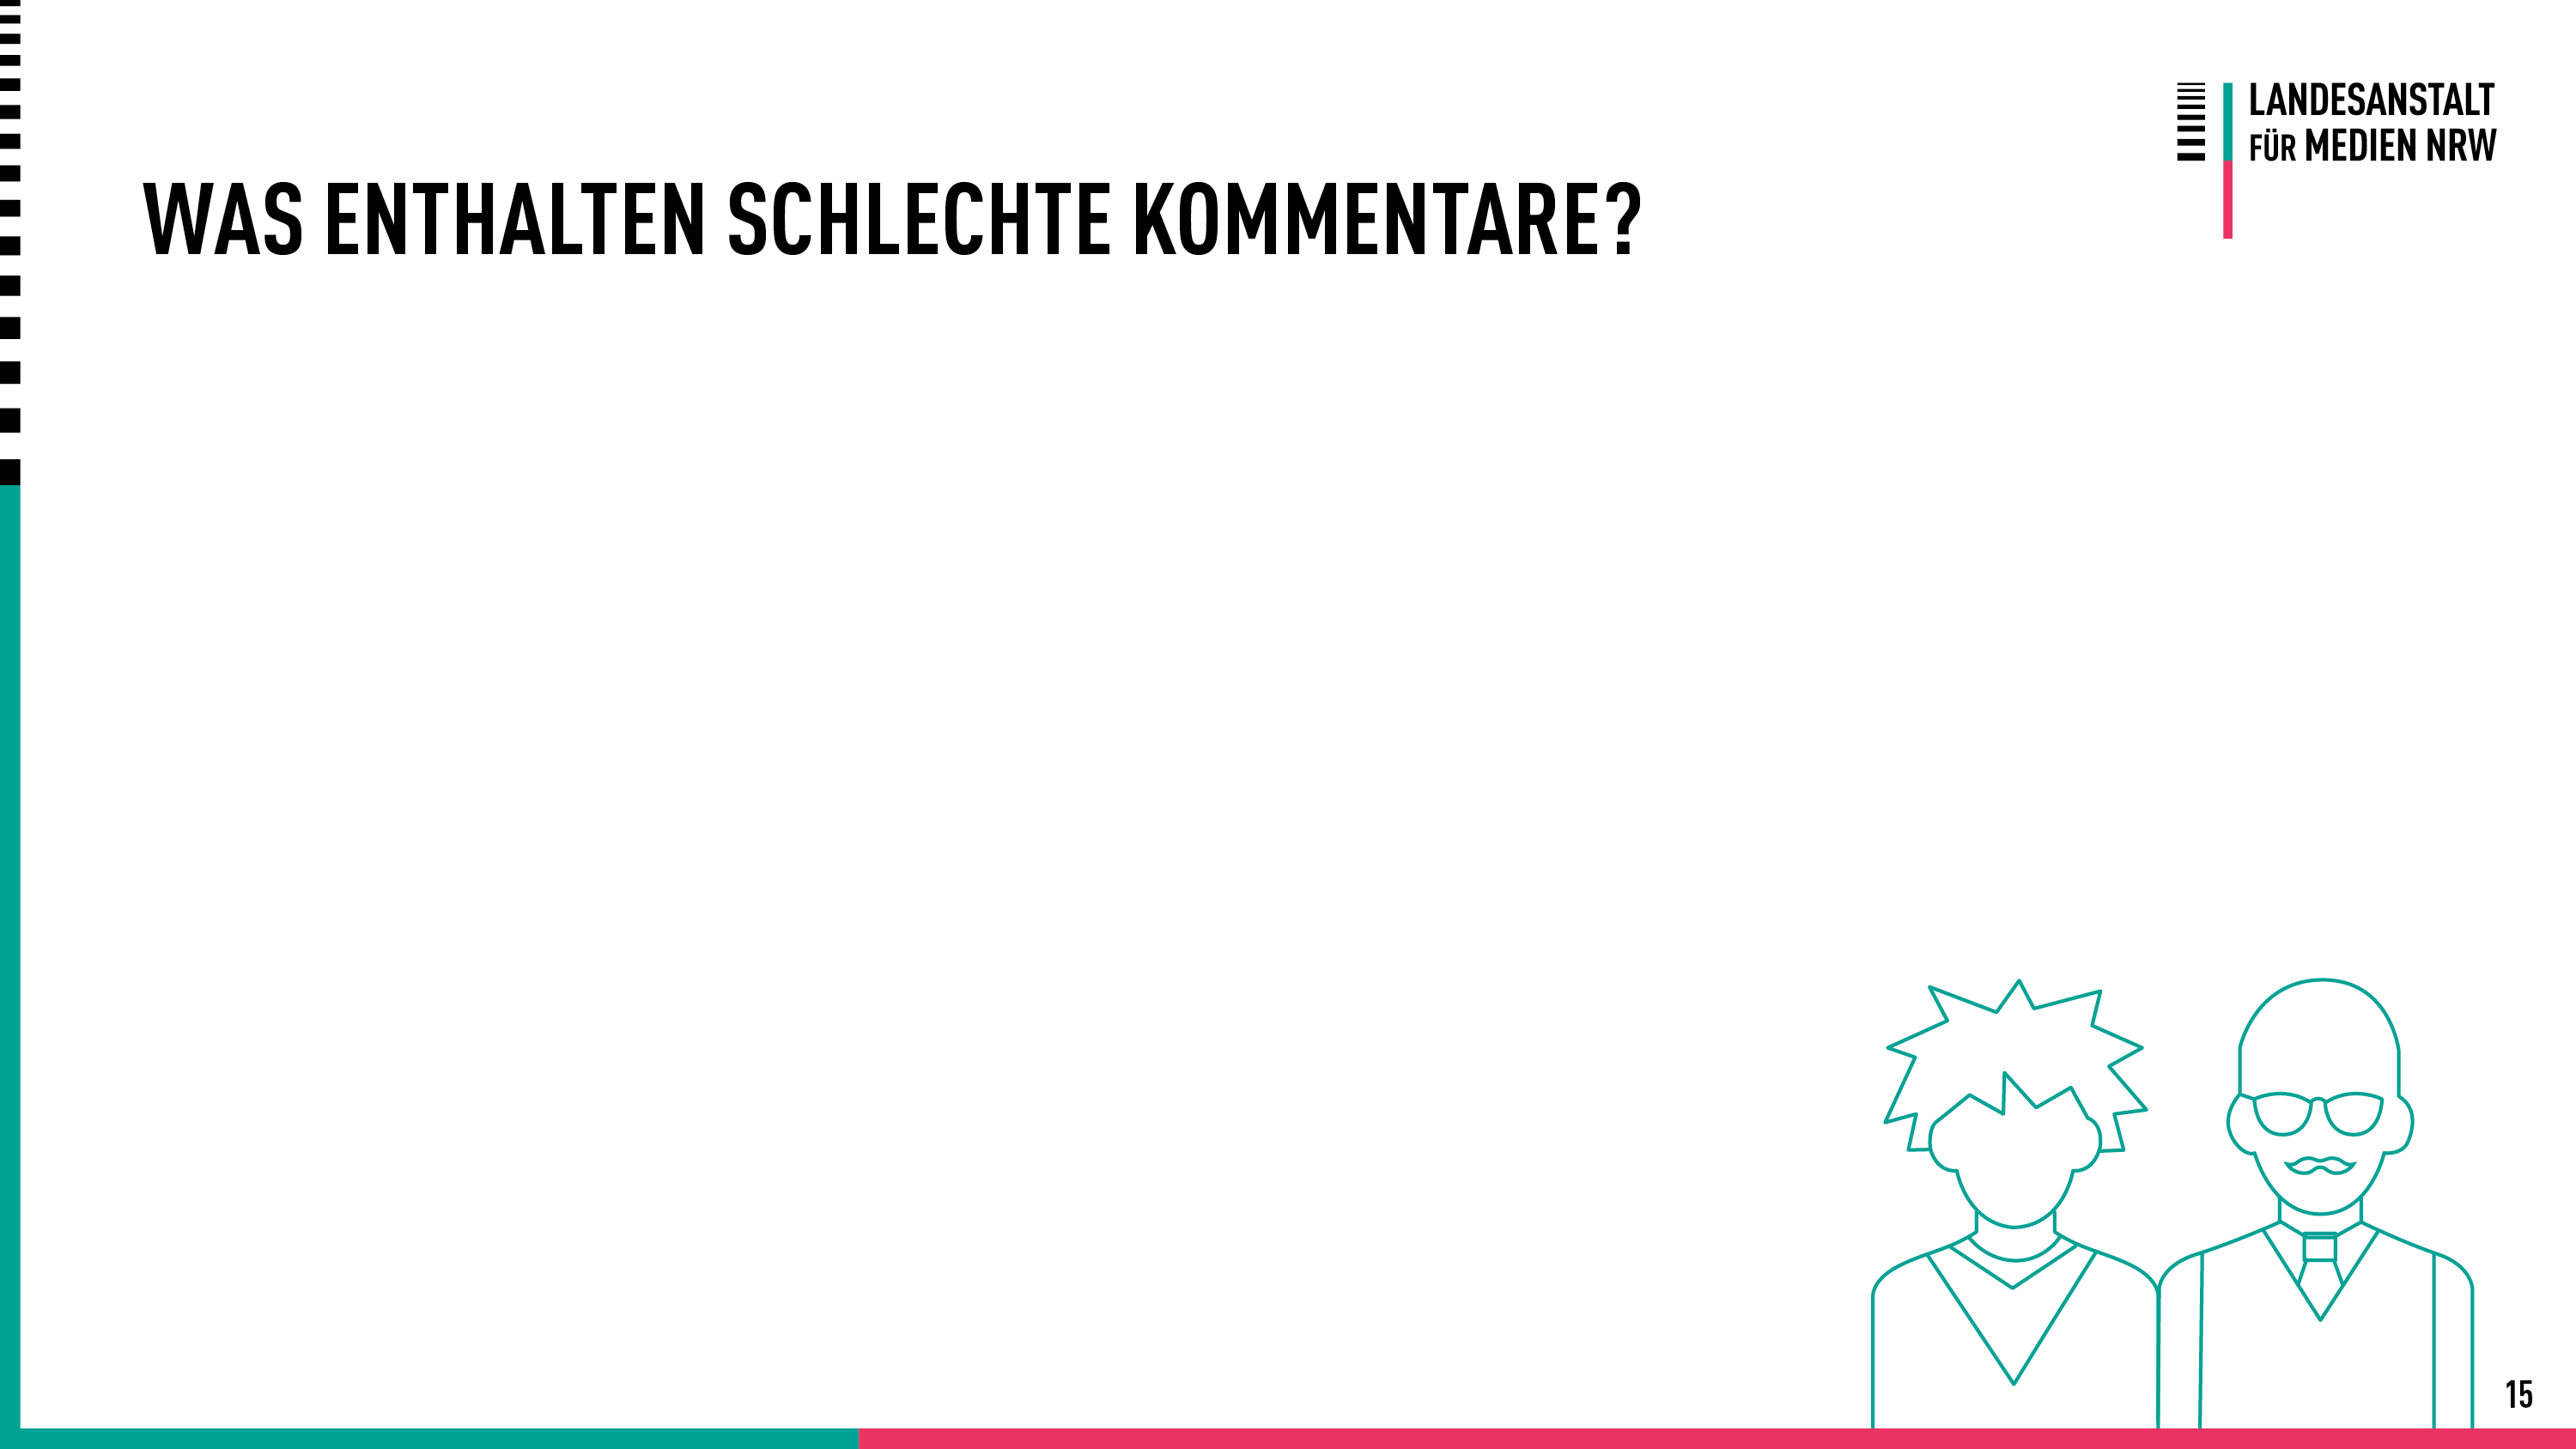 LANDESANSTALT
FÜR MEDIEN NRW
WAS ENTHALTEN SCHLECHTE KOMMENTARE?
15